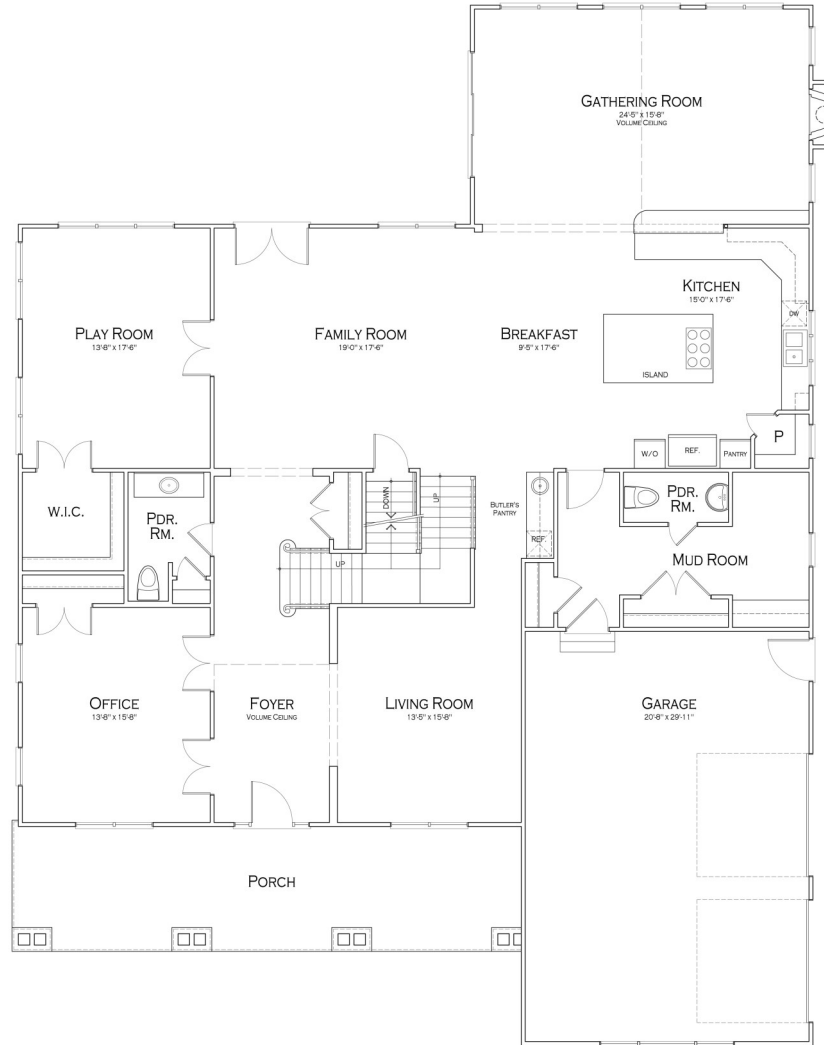 GATHERING ROOM
24'-5" X 15'-8"
VOLUME CEILING
KITCHEN
15'-0" X 17'-6"
DW
PLAY ROOM
13'-8" X 17'-6"
FAMILY ROOM
19'-0" X 17'-6"
BREAKFAST
9'-5" X 17'-6"
ISLAND
P
W/O
REF.
PANTRY
W.I.C.
PDR.
RM.
DOWN
UP
UP
BUTLER'S
PANTRY
REF.
PDR.
RM.
MUD ROOM
OFFICE
13'-8" X 15'-8"
FOYER
VOLUME CEILING
LIVING ROOM
13'-5" X 15'-8"
GARAGE
20'-8" X 29'-11"
PORCH